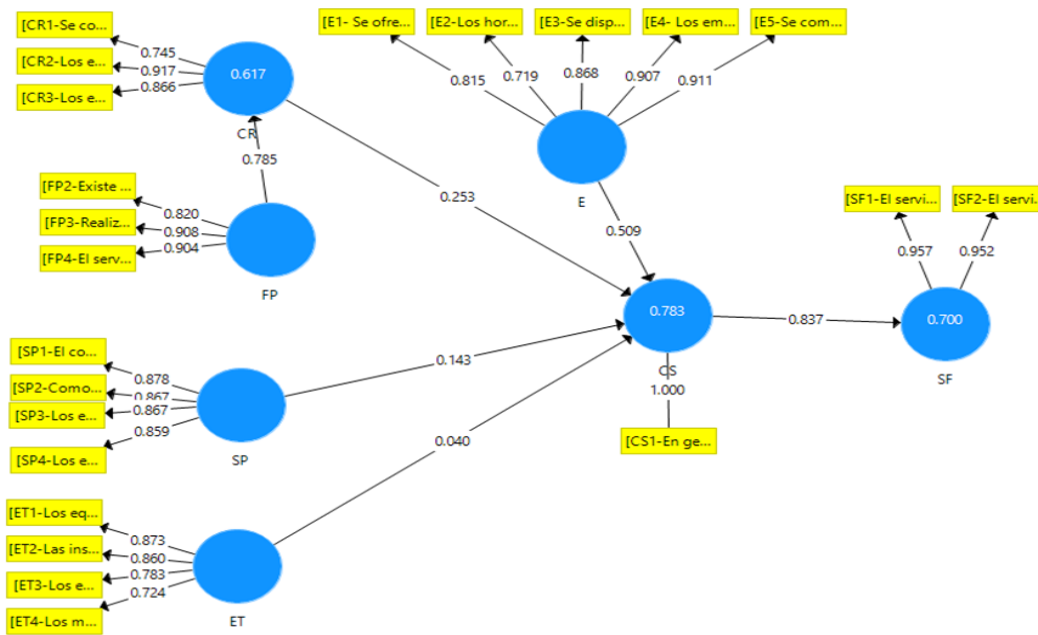 [CR1-Se co...
[CR2-Los e...
[CR3-Los e...
0.745
0.917
0.866
0.617
CR
0.785
[E1- Se ofre...
[E2-Los hor...
[E3-Se disp...
[E4- Los em...
[E5-Se com...
0.815
0.719
0.868
0.907
0.911
E
0.509
0.253
[FP2-Existe ...
[FP3-Realiz...
[FP4-El serv...
0.820
0.908
0.904
FP
[SF1-El servi...
[SF2-El servi...
0.957
0.952
0.700
SF
0.783
CS
0.837
1.000
[CS1-En ge...
[SP1-El co...
[SP2-Como...
[SP3-Los e...
[SP4-Los e...
0.878
0.867
0.867
0.859
SP
0.143
0.040
[ET1-Los eq...
[ET2-Las ins...
[ET3-Los e...
[ET4-Los m...
0.873
0.860
0.783
0.724
ET